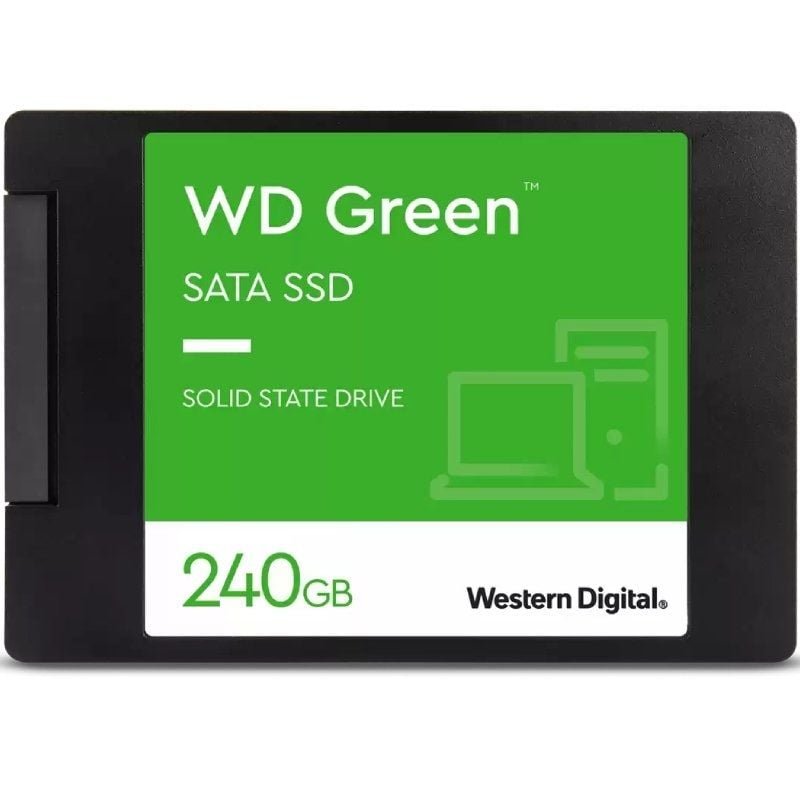 WD Green™
SATA SSD
SOLID STATE DRIVE
240GB
Western Digital®